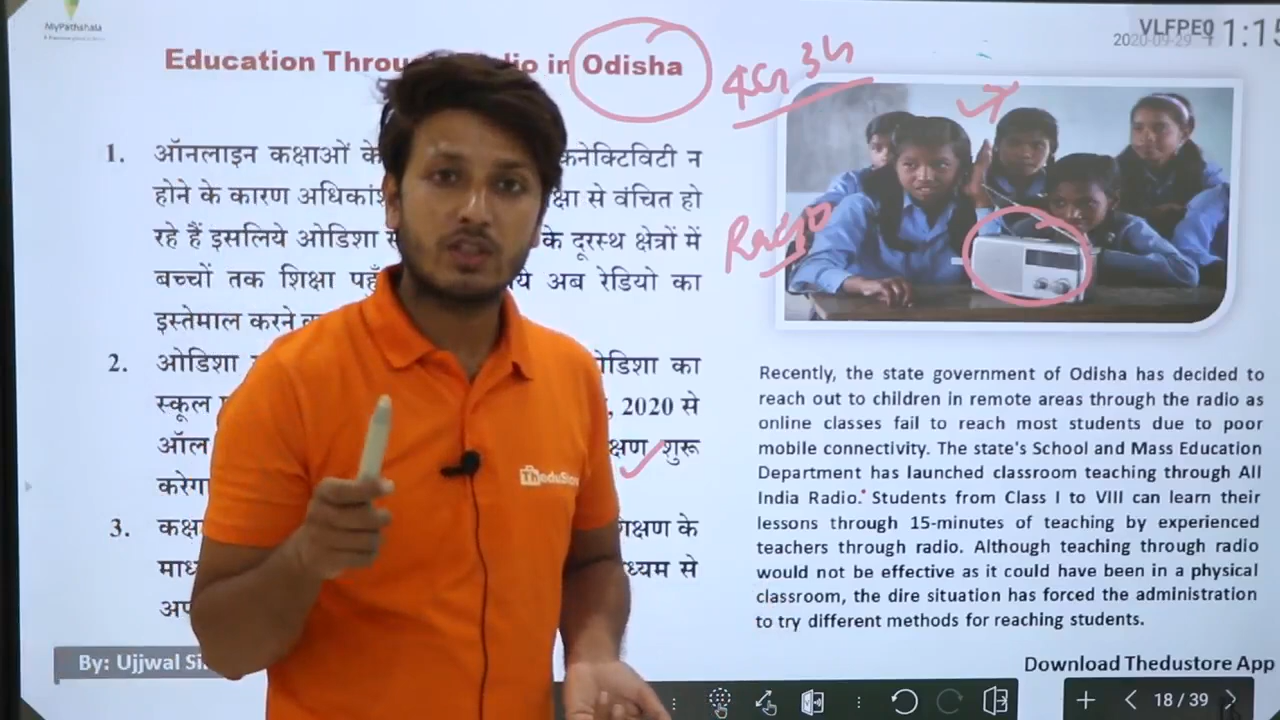 MyPathshala
VLFPE0
2020-09-29
1:15
Education Throu dio in Odisha
4G 3G
1. ऑनलाइन कक्षाओं के कनेक्टिविटी न
होने के कारण क्षा से वंचित हो
रहे हैं इसलिये ओडिशा के दूरस्थ क्षेत्रों में
बच्चों तक शिक्षा अब रेडियो का
इस्तेमाल करने
Radio
2. ओडिशा ओडिशा का
स्कूल 2020 से
ऑल शुरू
करेगा
3. शिक्षण के
माध्यम से
Recently, the state government of Odisha has decided to
reach out to children in remote areas through the radio as
online classes fail to reach most students due to poor
mobile connectivity. The state's School and Mass Education
Department has launched classroom teaching through All
India Radio. Students from Class I to VIII can learn their
lessons through 15-minutes of teaching by experienced
teachers through radio. Although teaching through radio
would not be effective as it could have been in a physical
classroom, the dire situation has forced the administration
to try different methods for reaching students.
TheduSto
By: Ujjwal Si
Download Thedustore App
18 / 39